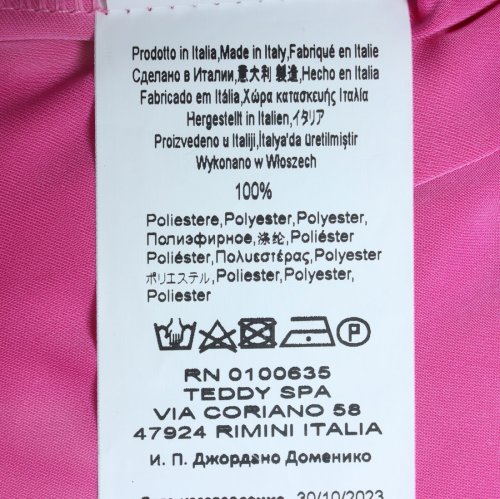 Prodotto in Italia,Made in Italy,Fabriqué en Italie
Сделано в Италии,意大利 製造,Hecho en Italia
Fabricado em Itália,Χώρα κατασκευής Ιταλία
Hergestellt in Italien,イタリア
Proizvedeno u Italiji,İtalya'da üretilmiştir
Wykonano w Włoszech
100%
Poliestere,Polyester,Polyester,
Полиэфирное,涤纶,Poliéster
Poliéster,Πολυεστέρας,Polyester
ポリエステル,Poliester,Polyester,
Poliester
P
RN 0100635
TEDDY SPA
VIA CORIANO 58
47924 RIMINI ITALIA
И. П. Джордано Доменико
30/10/2023